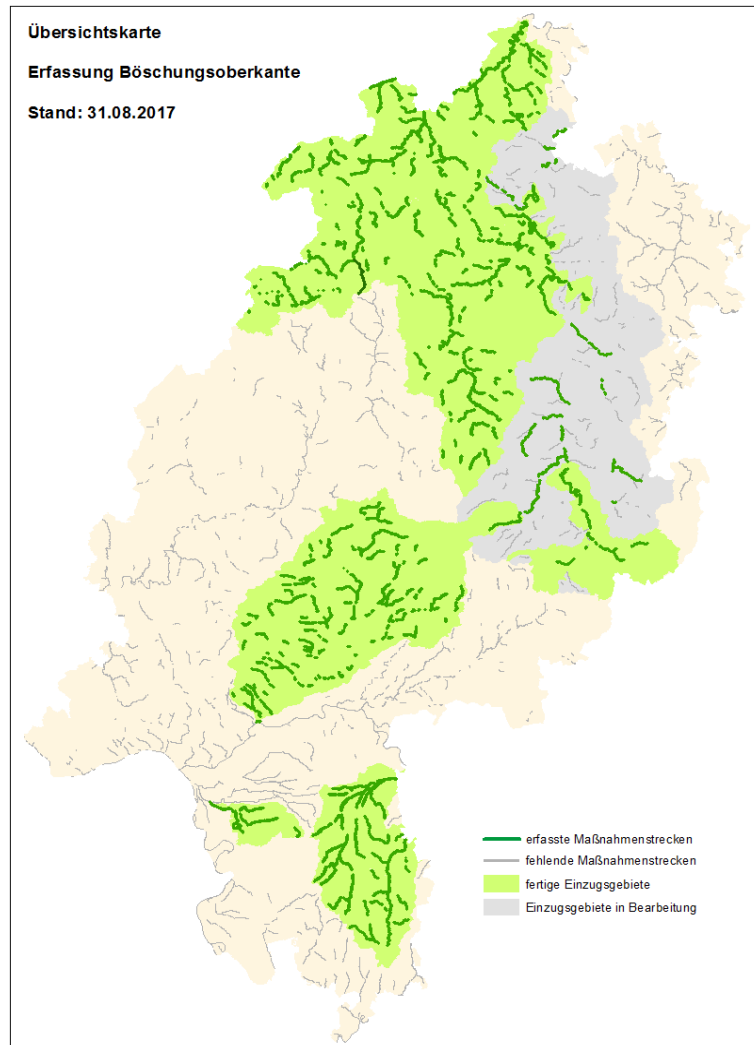 Übersichtskarte
Erfassung Böschungsoberkante
Stand: 31.08.2017
erfasste Maßnahmenstrecken
fehlende Maßnahmenstrecken
fertige Einzugsgebiete
Einzugsgebiete in Bearbeitung